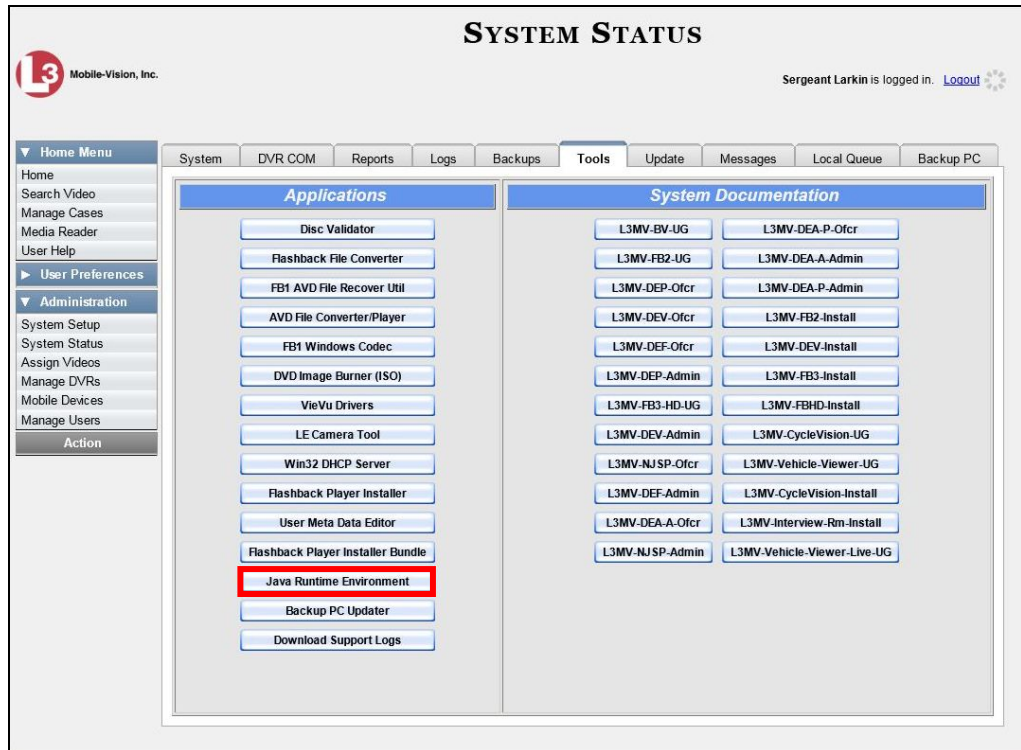 SYSTEM STATUS
L3 Mobile-Vision, Inc.
Sergeant Larkin is logged in. Logout
▼ Home Menu
Home
Search Video
Manage Cases
Media Reader
User Help
▶ User Preferences
▼ Administration
System Setup
System Status
Assign Videos
Manage DVRs
Mobile Devices
Manage Users
Action
System DVR COM Reports Logs Backups Tools Update Messages Local Queue Backup PC
Applications
Disc Validator
Flashback File Converter
FB1 AVD File Recover Util
AVD File Converter/Player
FB1 Windows Codec
DVD Image Burner (ISO)
VieVu Drivers
LE Camera Tool
Win32 DHCP Server
Flashback Player Installer
User Meta Data Editor
Flashback Player Installer Bundle
Java Runtime Environment
Backup PC Updater
Download Support Logs
System Documentation
L3MV-BV-UG L3MV-DEA-P-Ofcr
L3MV-FB2-UG L3MV-DEA-A-Admin
L3MV-DEP-Ofcr L3MV-DEA-P-Admin
L3MV-DEV-Ofcr L3MV-FB2-Install
L3MV-DEF-Ofcr L3MV-DEV-Install
L3MV-DEP-Admin L3MV-FB3-Install
L3MV-FB3-HD-UG L3MV-FBHD-Install
L3MV-DEV-Admin L3MV-CycleVision-UG
L3MV-NJSP-Ofcr L3MV-Vehicle-Viewer-UG
L3MV-DEF-Admin L3MV-CycleVision-Install
L3MV-DEA-A-Ofcr L3MV-Interview-Rm-Install
L3MV-NJSP-Admin L3MV-Vehicle-Viewer-Live-UG